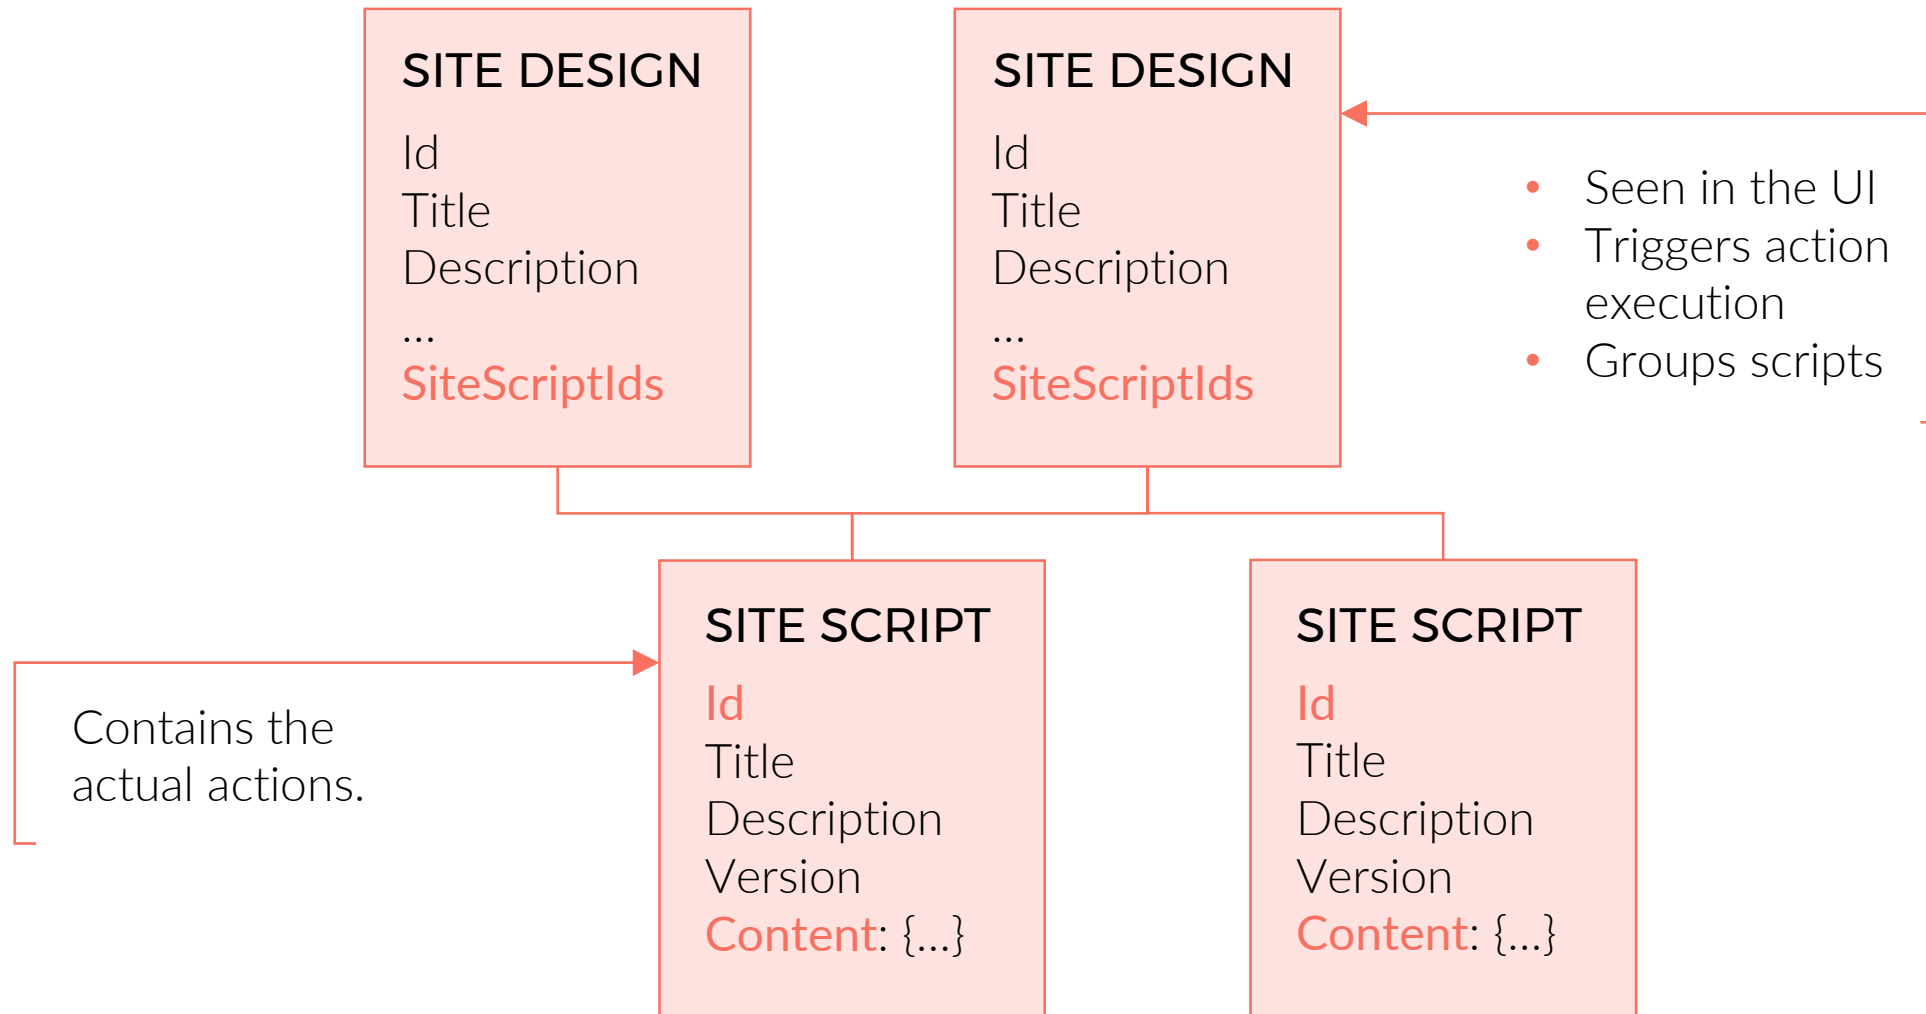 SITE DESIGN
Id
Title
Description
...
SiteScriptIds
SITE DESIGN
Id
Title
Description
...
SiteScriptIds
• Seen in the UI
• Triggers action
execution
• Groups scripts
Contains the
actual actions.
SITE SCRIPT
Id
Title
Description
Version
Content: {...}
SITE SCRIPT
Id
Title
Description
Version
Content: {...}